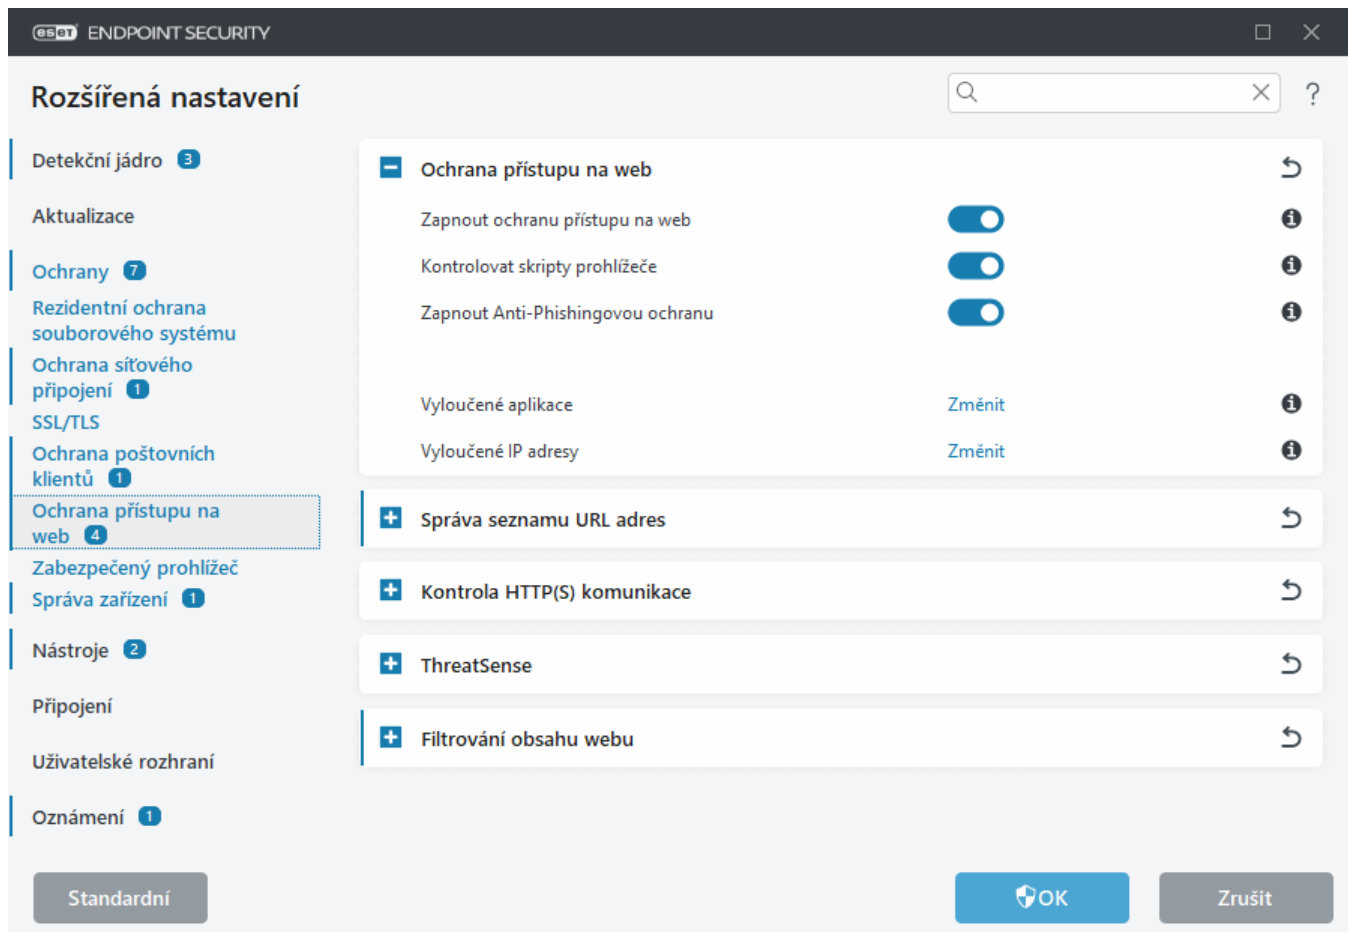 eset ENDPOINT SECURITY
Rozšířená nastavení
?
Detekční jádro 3
Aktualizace
Ochrany 7
Rezidentní ochrana
souborového systému
Ochrana síťového
připojení 1
SSL/TLS
Ochrana poštovních
klientů 1
Ochrana přístupu na
web 4
Zabezpečený prohlížeč
Správa zařízení 1
Nástroje 2
Připojení
Uživatelské rozhraní
Oznámení 1
Ochrana přístupu na web
Zapnout ochranu přístupu na web
Kontrolovat skripty prohlížeče
Zapnout Anti-Phishingovou ochranu
Vyloučené aplikace Změnit
Vyloučené IP adresy Změnit
Správa seznamu URL adres
Kontrola HTTP(S) komunikace
ThreatSense
Filtrování obsahu webu
Standardní
OK
Zrušit